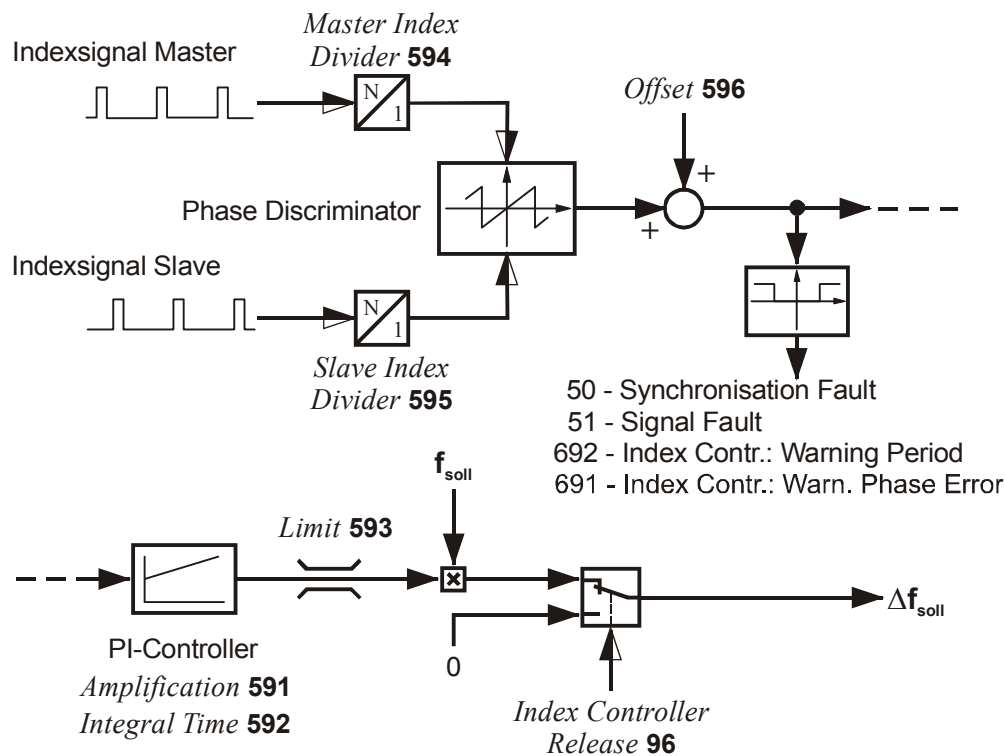 Master Index
Divider 594
Indexsignal Master
N
1
Offset 596
+
+
Phase Discriminator
Indexsignal Slave
N
1
Slave Index
Divider 595
50 - Synchronisation Fault
51 - Signal Fault
692 - Index Contr.: Warning Period
691 - Index Contr.: Warn. Phase Error
fsoll
Limit 593
x
Δfsoll
0
PI-Controller
Amplification 591
Integral Time 592
Index Controller
Release 96